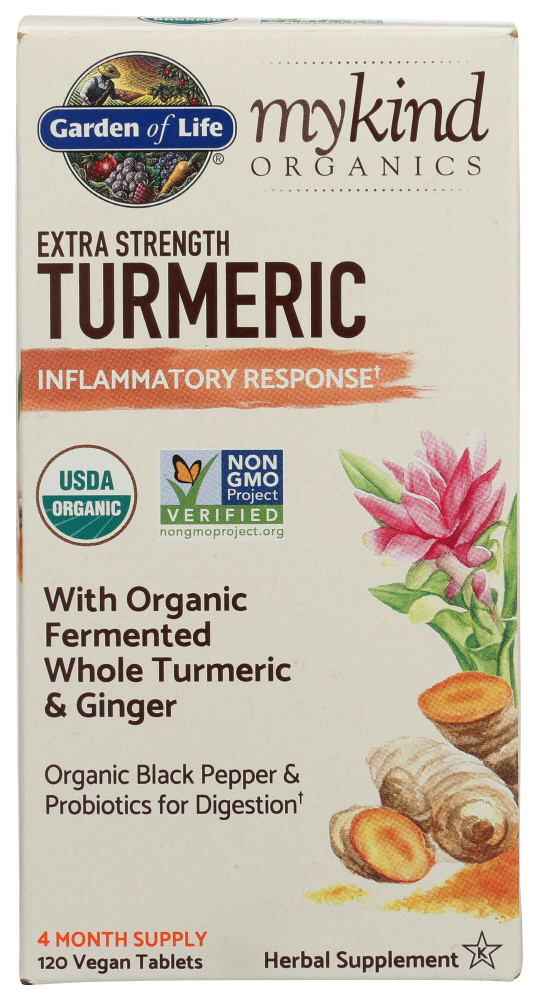 Garden of Life®
mykind
ORGANICS
EXTRA STRENGTH
TURMERIC
INFLAMMATORY RESPONSE†
USDA
ORGANIC
NON
GMO
Project
VERIFIED
nongmoproject.org
With Organic
Fermented
Whole Turmeric
& Ginger
Organic Black Pepper &
Probiotics for Digestion†
4 MONTH SUPPLY
120 Vegan Tablets
Herbal Supplement K